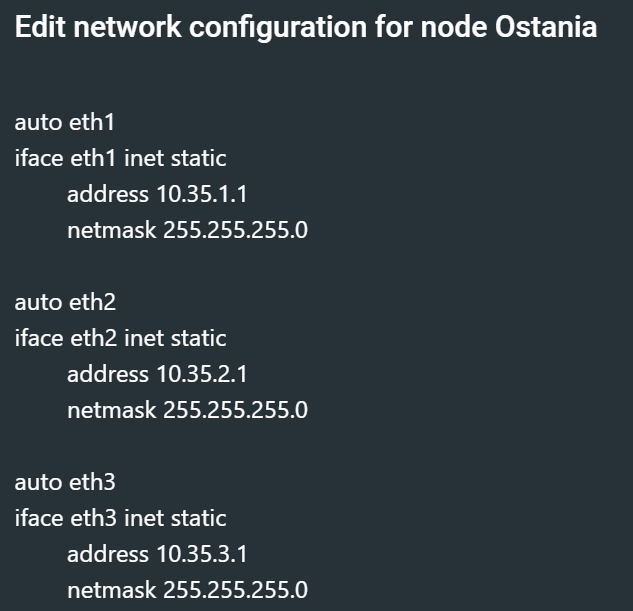 Edit network configuration for node Ostania
auto eth1
iface eth1 inet static
address 10.35.1.1
netmask 255.255.255.0
auto eth2
iface eth2 inet static
address 10.35.2.1
netmask 255.255.255.0
auto eth3
iface eth3 inet static
address 10.35.3.1
netmask 255.255.255.0